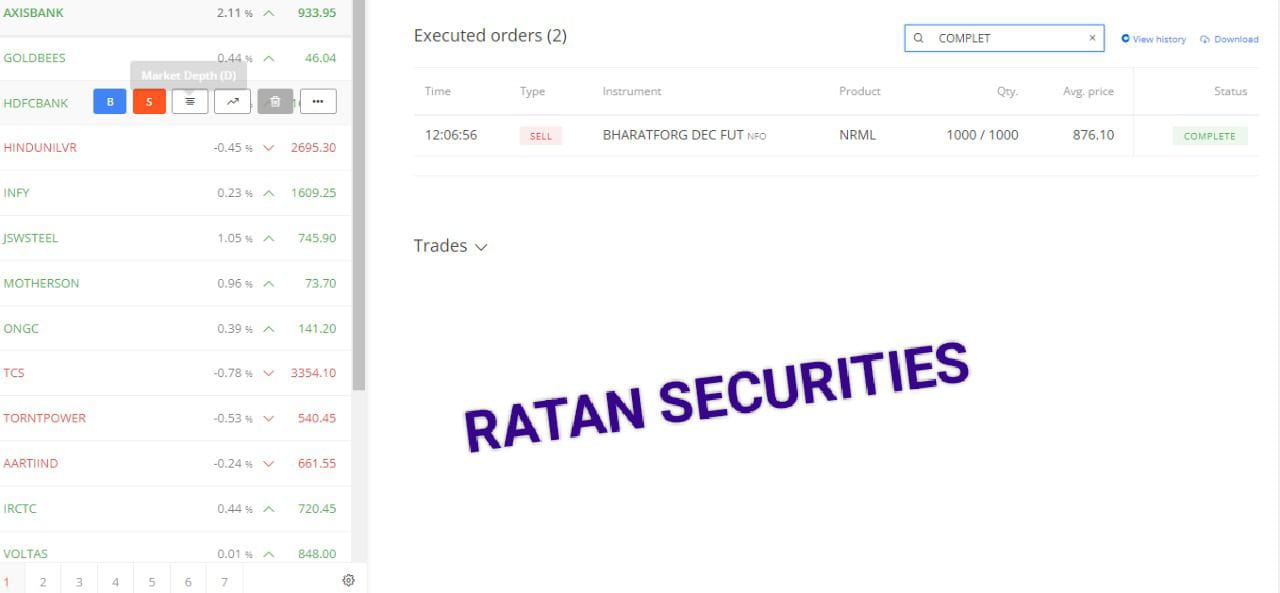 AXISBANK 2.11 % 933.95
GOLDBEES 0.44 % 46.04
Market Depth (D)
HDFCBANK B S %
HINDUNILVR -0.45 % 2695.30
INFY 0.23 % 1609.25
JSWSTEEL 1.05 % 745.90
MOTHERSON 0.96 % 73.70
ONGC 0.39 % 141.20
TCS -0.78 % 3354.10
TORNTPOWER -0.53 % 540.45
AARTIIND -0.24 % 661.55
IRCTC 0.44 % 720.45
VOLTAS 0.01 % 848.00
1 2 3 4 5 6 7
Executed orders (2) COMPLET × View history Download
Time Type Instrument Product Qty. Avg. price Status
12:06:56 SELL BHARATFORG DEC FUT NFO NRML 1000 / 1000 876.10 COMPLETE
Trades
RATAN SECURITIES